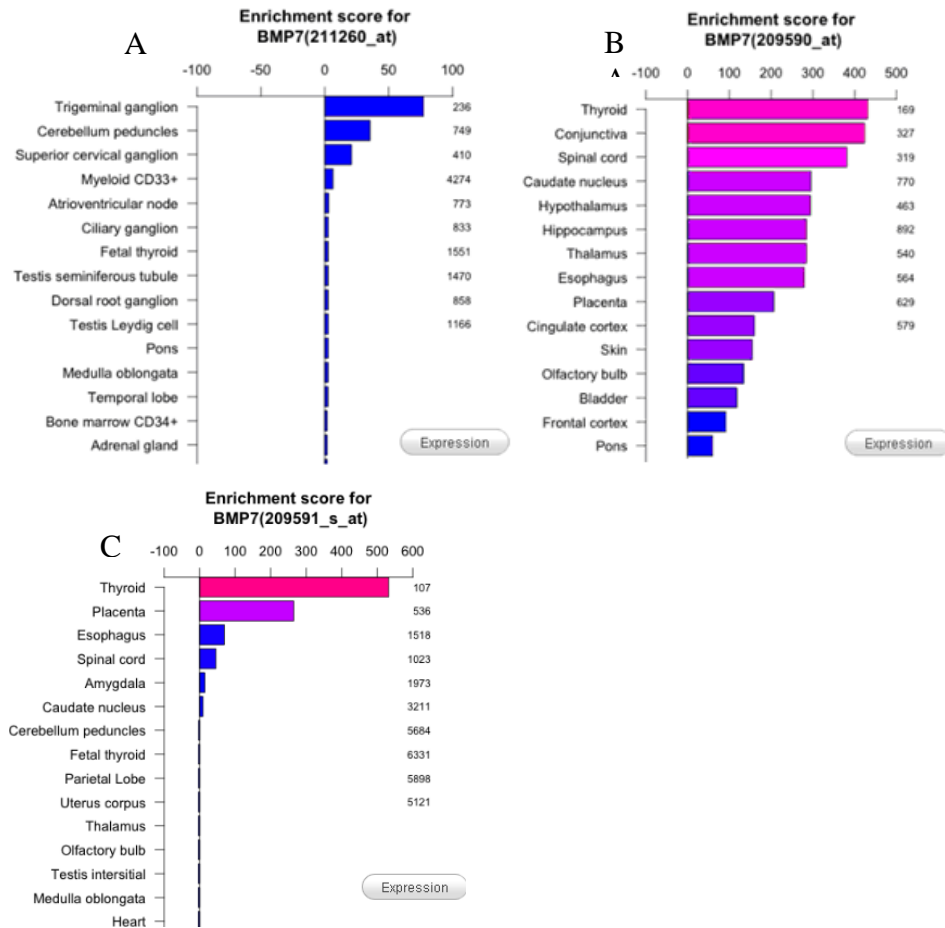 A
Enrichment score for
BMP7(211260_at)
-100 -50 0 50 100
Trigeminal ganglion 236
Cerebellum peduncles 749
Superior cervical ganglion 410
Myeloid CD33+ 4274
Atrioventricular node 773
Ciliary ganglion 833
Fetal thyroid 1551
Testis seminiferous tubule 1470
Dorsal root ganglion 858
Testis Leydig cell 1166
Pons
Medulla oblongata
Temporal lobe
Bone marrow CD34+
Adrenal gland
Expression
B
Enrichment score for
BMP7(209590_at)
-100 0 100 200 300 400 500
Thyroid 169
Conjunctiva 327
Spinal cord 319
Caudate nucleus 770
Hypothalamus 463
Hippocampus 892
Thalamus 540
Esophagus 564
Placenta 629
Cingulate cortex 579
Skin
Olfactory bulb
Bladder
Frontal cortex
Pons
Expression
C
Enrichment score for
BMP7(209591_s_at)
-100 0 100 200 300 400 500 600
Thyroid 107
Placenta 536
Esophagus 1518
Spinal cord 1023
Amygdala 1973
Caudate nucleus 3211
Cerebellum peduncles 5684
Fetal thyroid 6331
Parietal Lobe 5898
Uterus corpus 5121
Thalamus
Olfactory bulb
Testis intersitial
Medulla oblongata
Heart
Expression